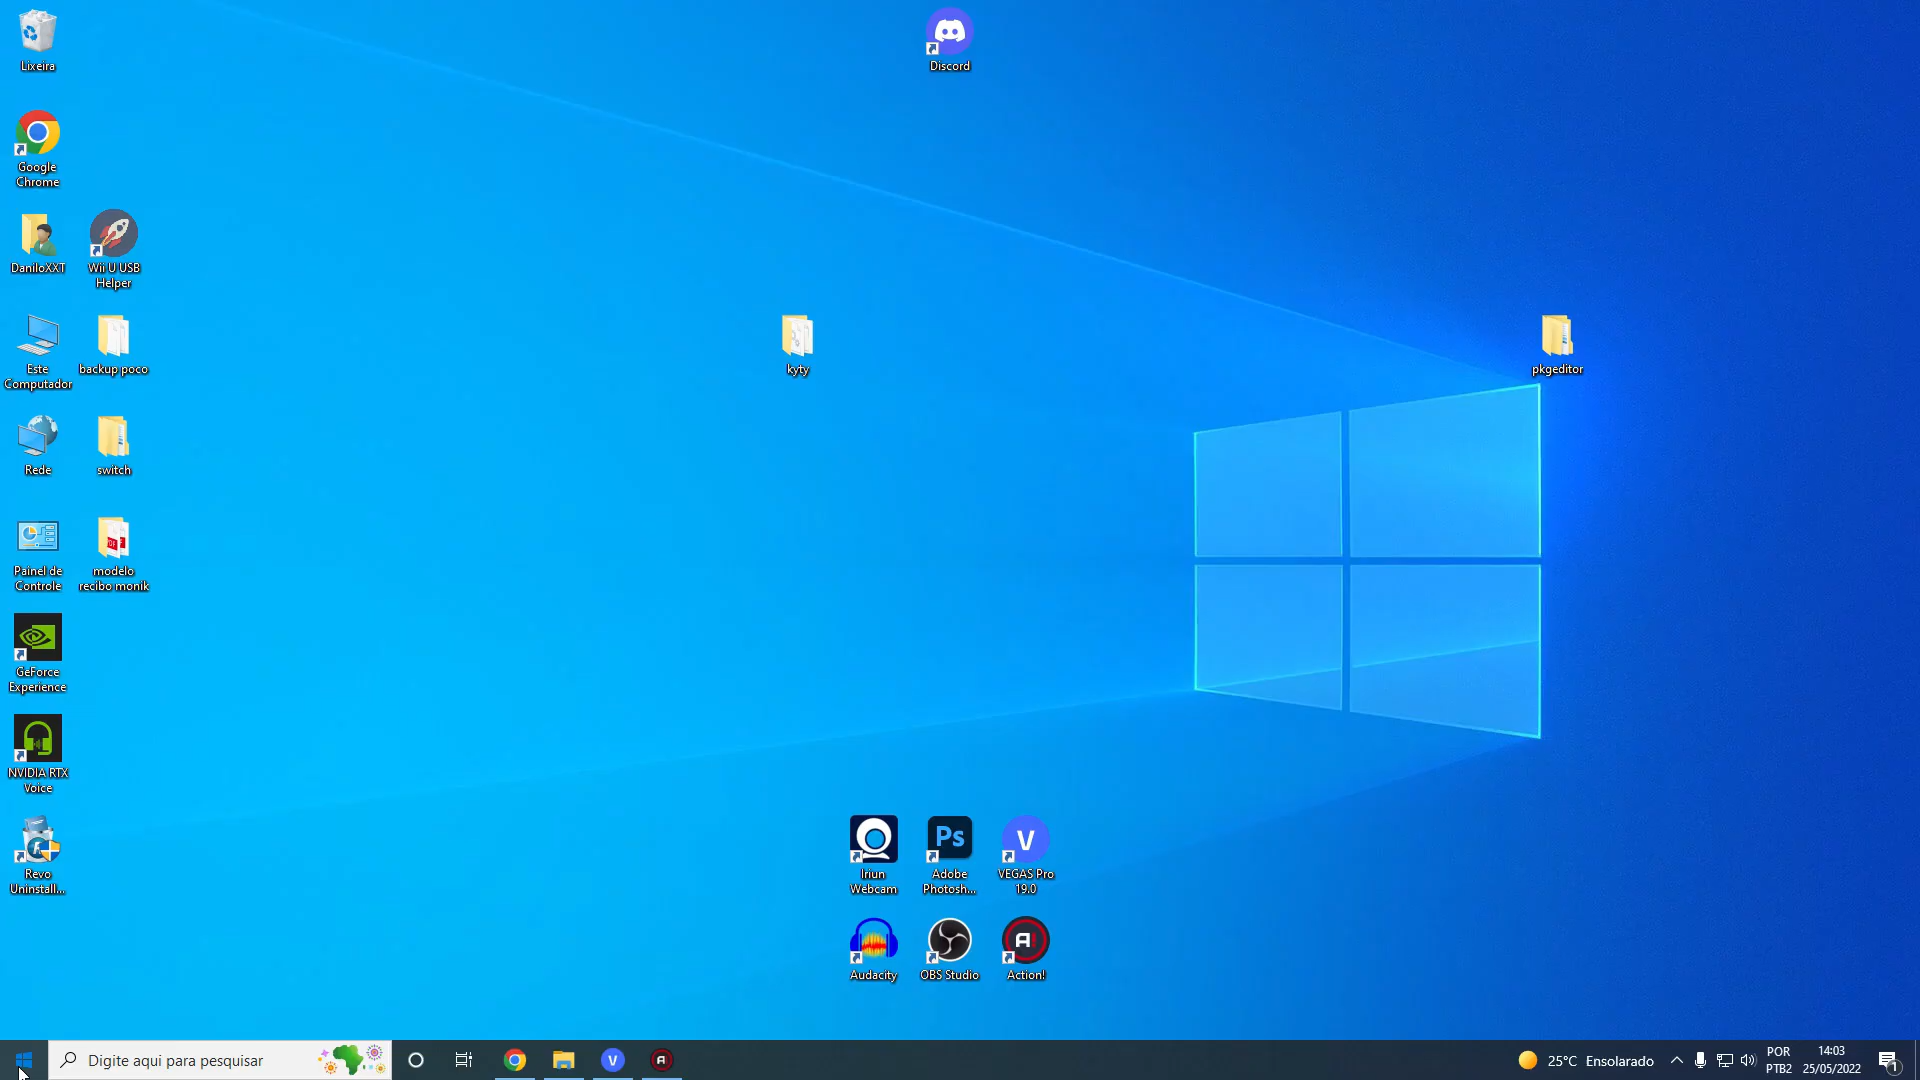 Lixeira
Discord
Google
Chrome
DaniloXXT
Wii U USB
Helper
Este
Computador
backup poco
kyty
pkgeditor
Rede
switch
Painel de
Controle
modelo
recibo monik
GeForce
Experience
NVIDIA RTX
Voice
Revo
Uninstall...
Iriun
Webcam
Ps
Adobe
Photosh...
V
VEGAS Pro
19.0
Audacity
OBS Studio
A!
Action!
Digite aqui para pesquisar
V
25°C Ensolarado
POR
PTB2
14:03
25/05/2022
1